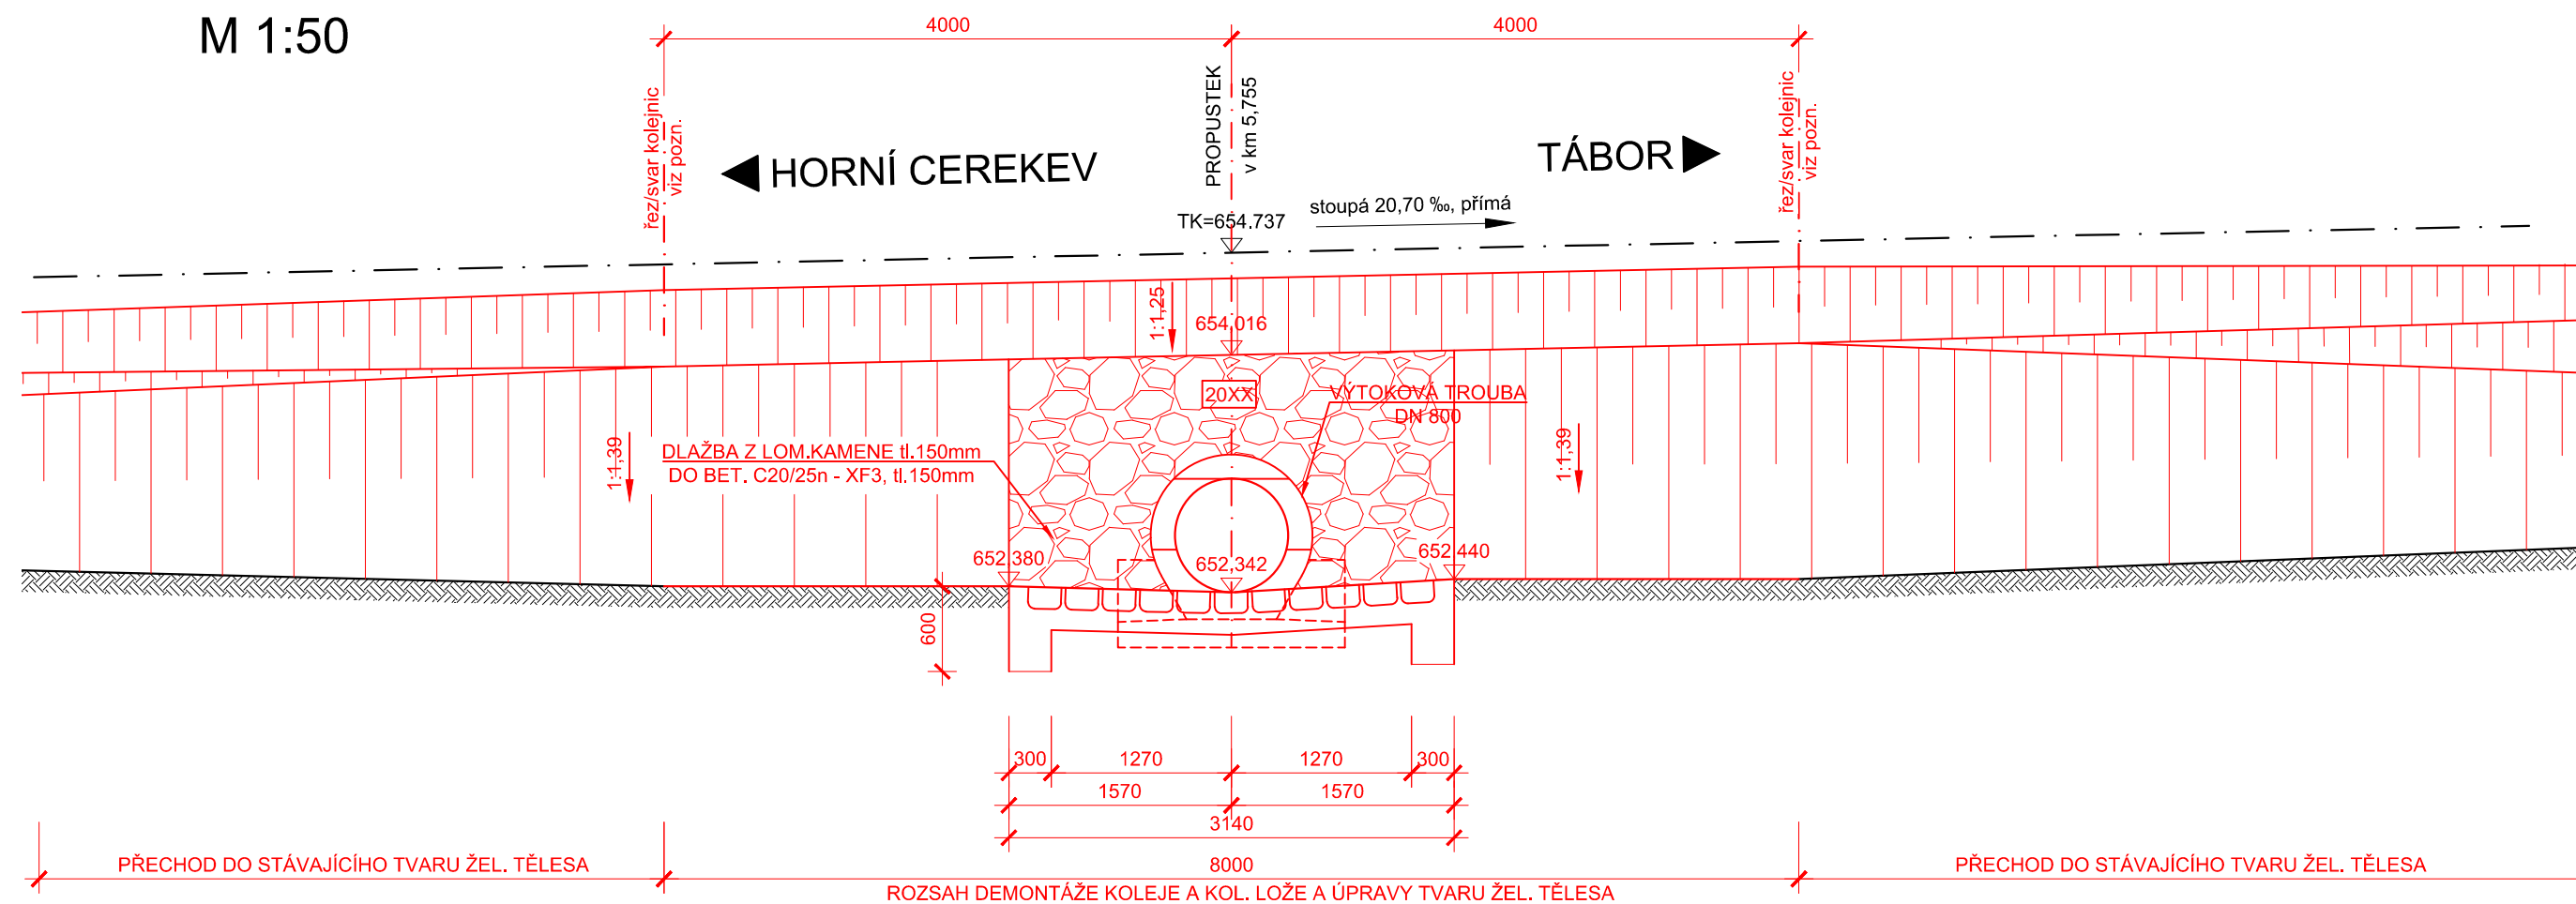 M 1:50
4000
4000
řez/svar kolejnic
viz pozn.
PROPUSTEK
v km 5,755
řez/svar kolejnic
viz pozn.
HORNÍ CEREKEV
TÁBOR
TK=654,737
stoupá 20,70 ‰, přímá
1:1,25
654,016
20XX
VÝTOKOVÁ TROUBA
DN 800
1:1,39
DLAŽBA Z LOM.KAMENE tl.150mm
DO BET. C20/25n - XF3, tl.150mm
1:1,39
652,380
652,342
652,440
600
300
1270
1270
300
1570
1570
3140
PŘECHOD DO STÁVAJÍCÍHO TVARU ŽEL. TĚLESA
8000
PŘECHOD DO STÁVAJÍCÍHO TVARU ŽEL. TĚLESA
ROZSAH DEMONTÁŽE KOLEJE A KOL. LOŽE A ÚPRAVY TVARU ŽEL. TĚLESA